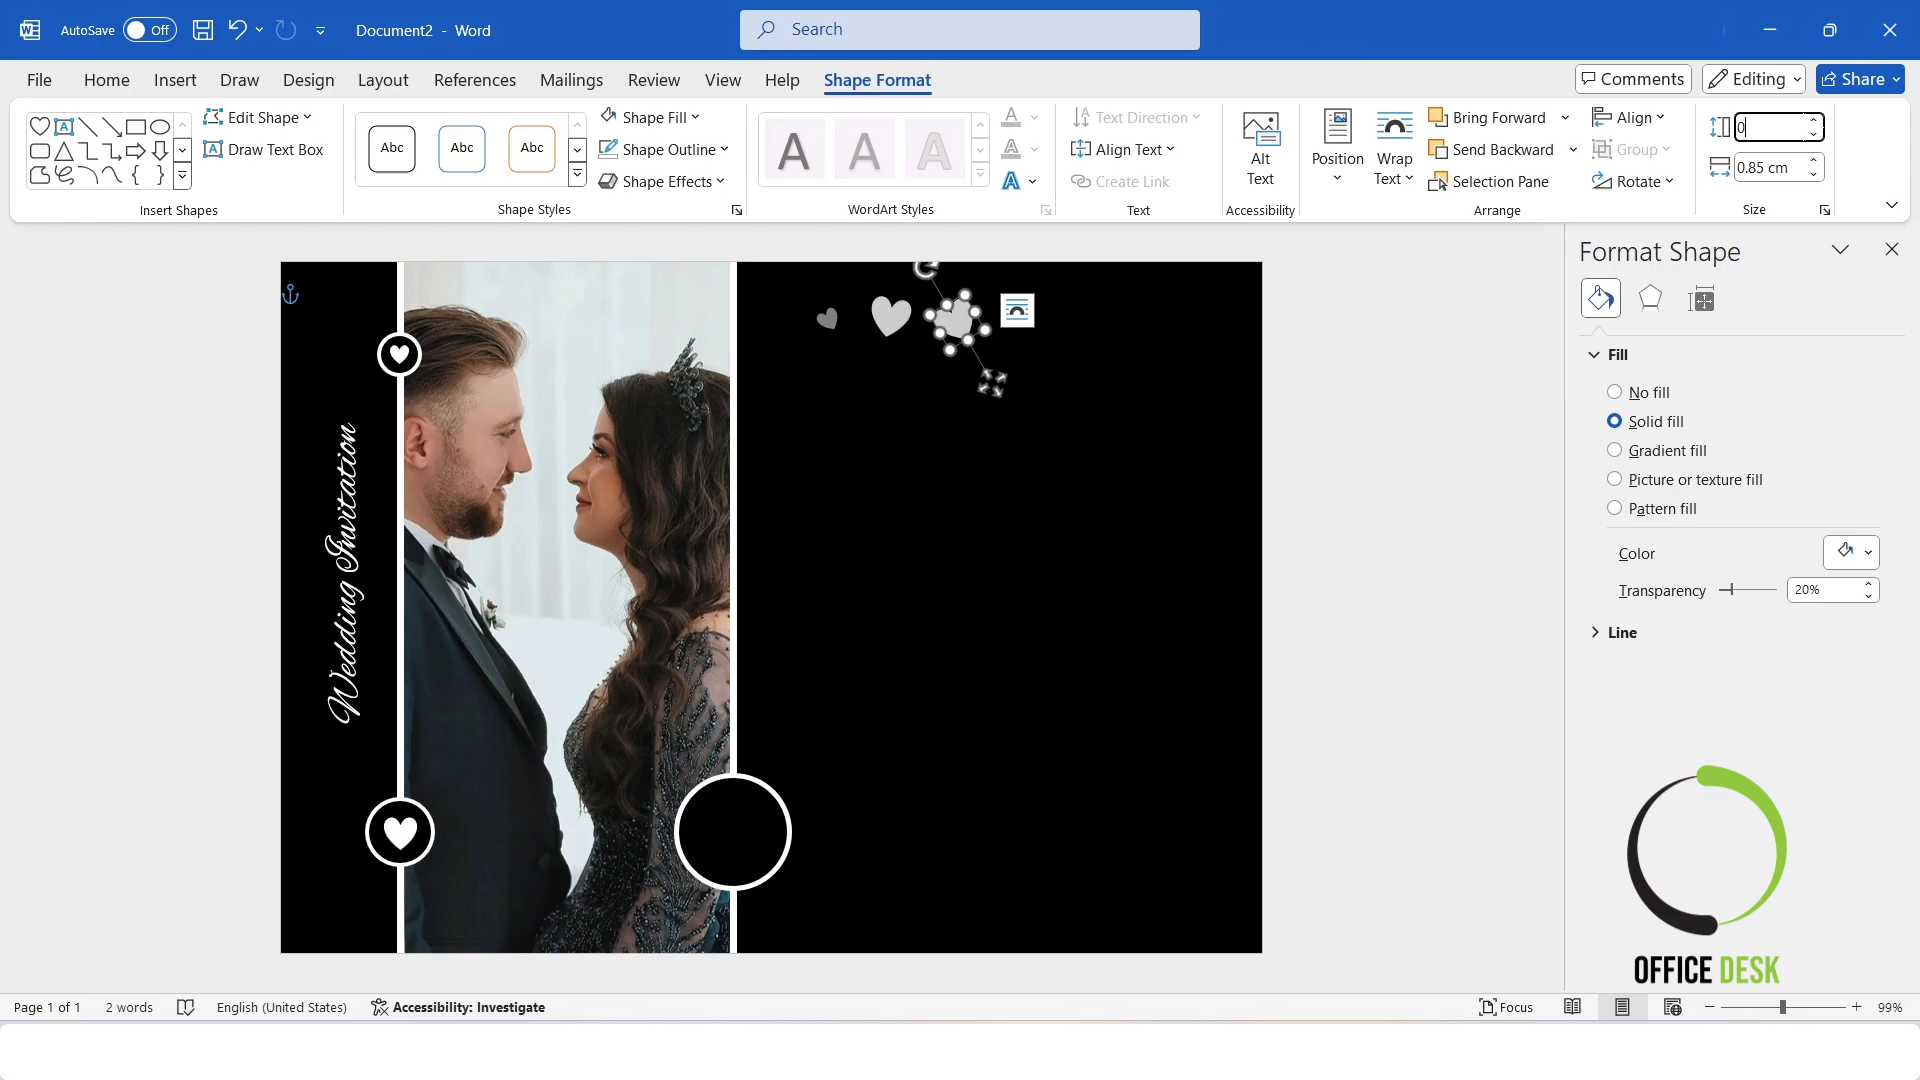 AutoSave Off Document2 - Word Search
File Home Insert Draw Design Layout References Mailings Review View Help Shape Format Comments Editing Share
Edit Shape
Draw Text Box
Insert Shapes
Abc Abc Abc
Shape Fill
Shape Outline
Shape Effects
Shape Styles
A A A
WordArt Styles
Text Direction
Align Text
Create Link
Text
Alt
Text
Accessibility
Position
Wrap
Text
Bring Forward
Send Backward
Selection Pane
Align
Group
Rotate
Arrange
0
0.85 cm
Size
Wedding Invitation
Format Shape
Fill
No fill
Solid fill
Gradient fill
Picture or texture fill
Pattern fill
Color
Transparency 20%
Line
OFFICE DESK
Page 1 of 1 2 words English (United States) Accessibility: Investigate Focus 99%